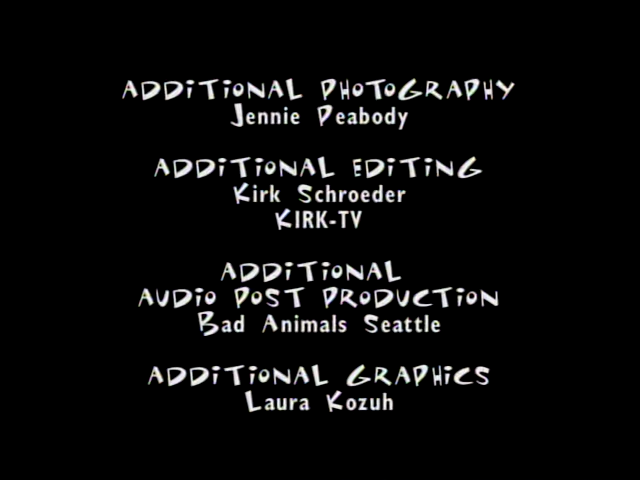 ADDiTiONAL PHOTOGRAPHY
Jennie Peabody
ADDiTiONAL EDiTiNG
Kirk Schroeder
KIRK-TV
ADDiTiONAL
AUDiO POST PRODUCTiON
Bad Animals Seattle
ADDiTiONAL GRAPHiCS
Laura Kozuh